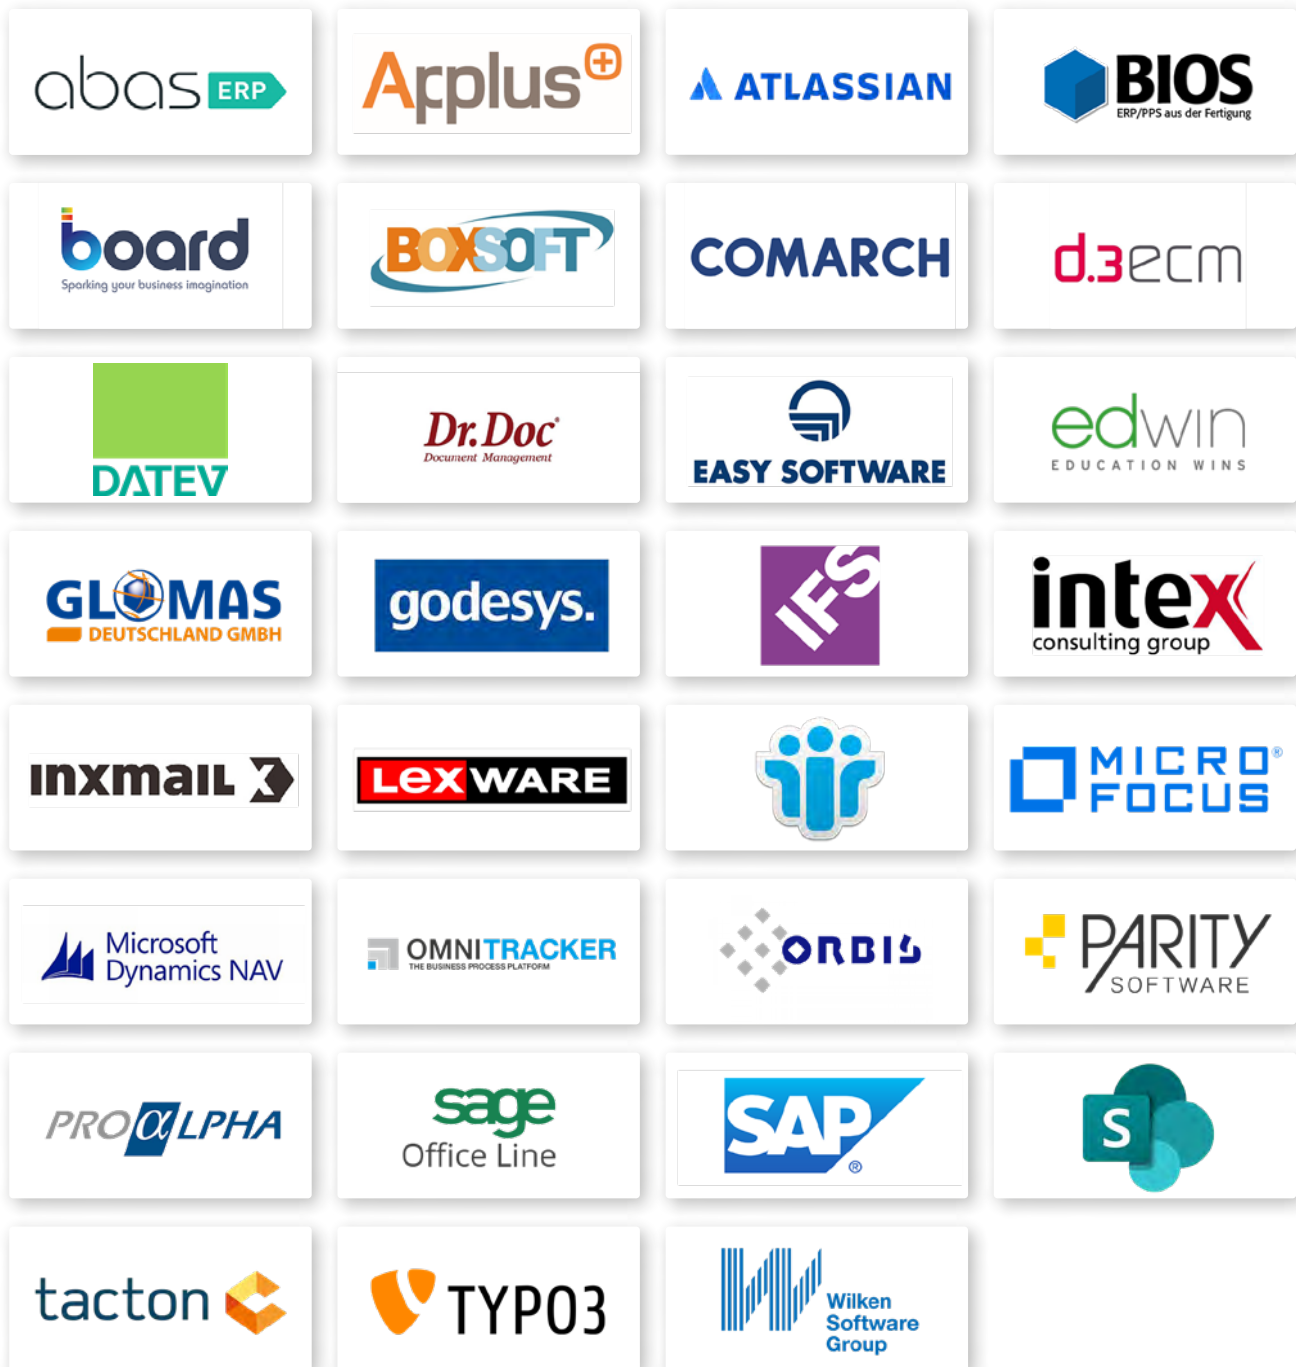 abas ERP
Applus+
ATLASSIAN
BIOS
ERP/PPS aus der Fertigung
board
Sparking your business imagination
BOXSOFT
COMARCH
d.3ecm
DATEV
Dr.Doc
Document Management
EASY SOFTWARE
edwin
EDUCATION WINS
GLOMAS
DEUTSCHLAND GMBH
godesys.
IFS
intex
consulting group
inxmail
LEXWARE
MICRO
FOCUS®
Microsoft
Dynamics NAV
OMNITRACKER
THE BUSINESS PROCESS PLATFORM
ORBIS
PARITY
SOFTWARE
PROαLPHA
sage
Office Line
SAP®
S
tacton
TYPO3
Wilken
Software
Group